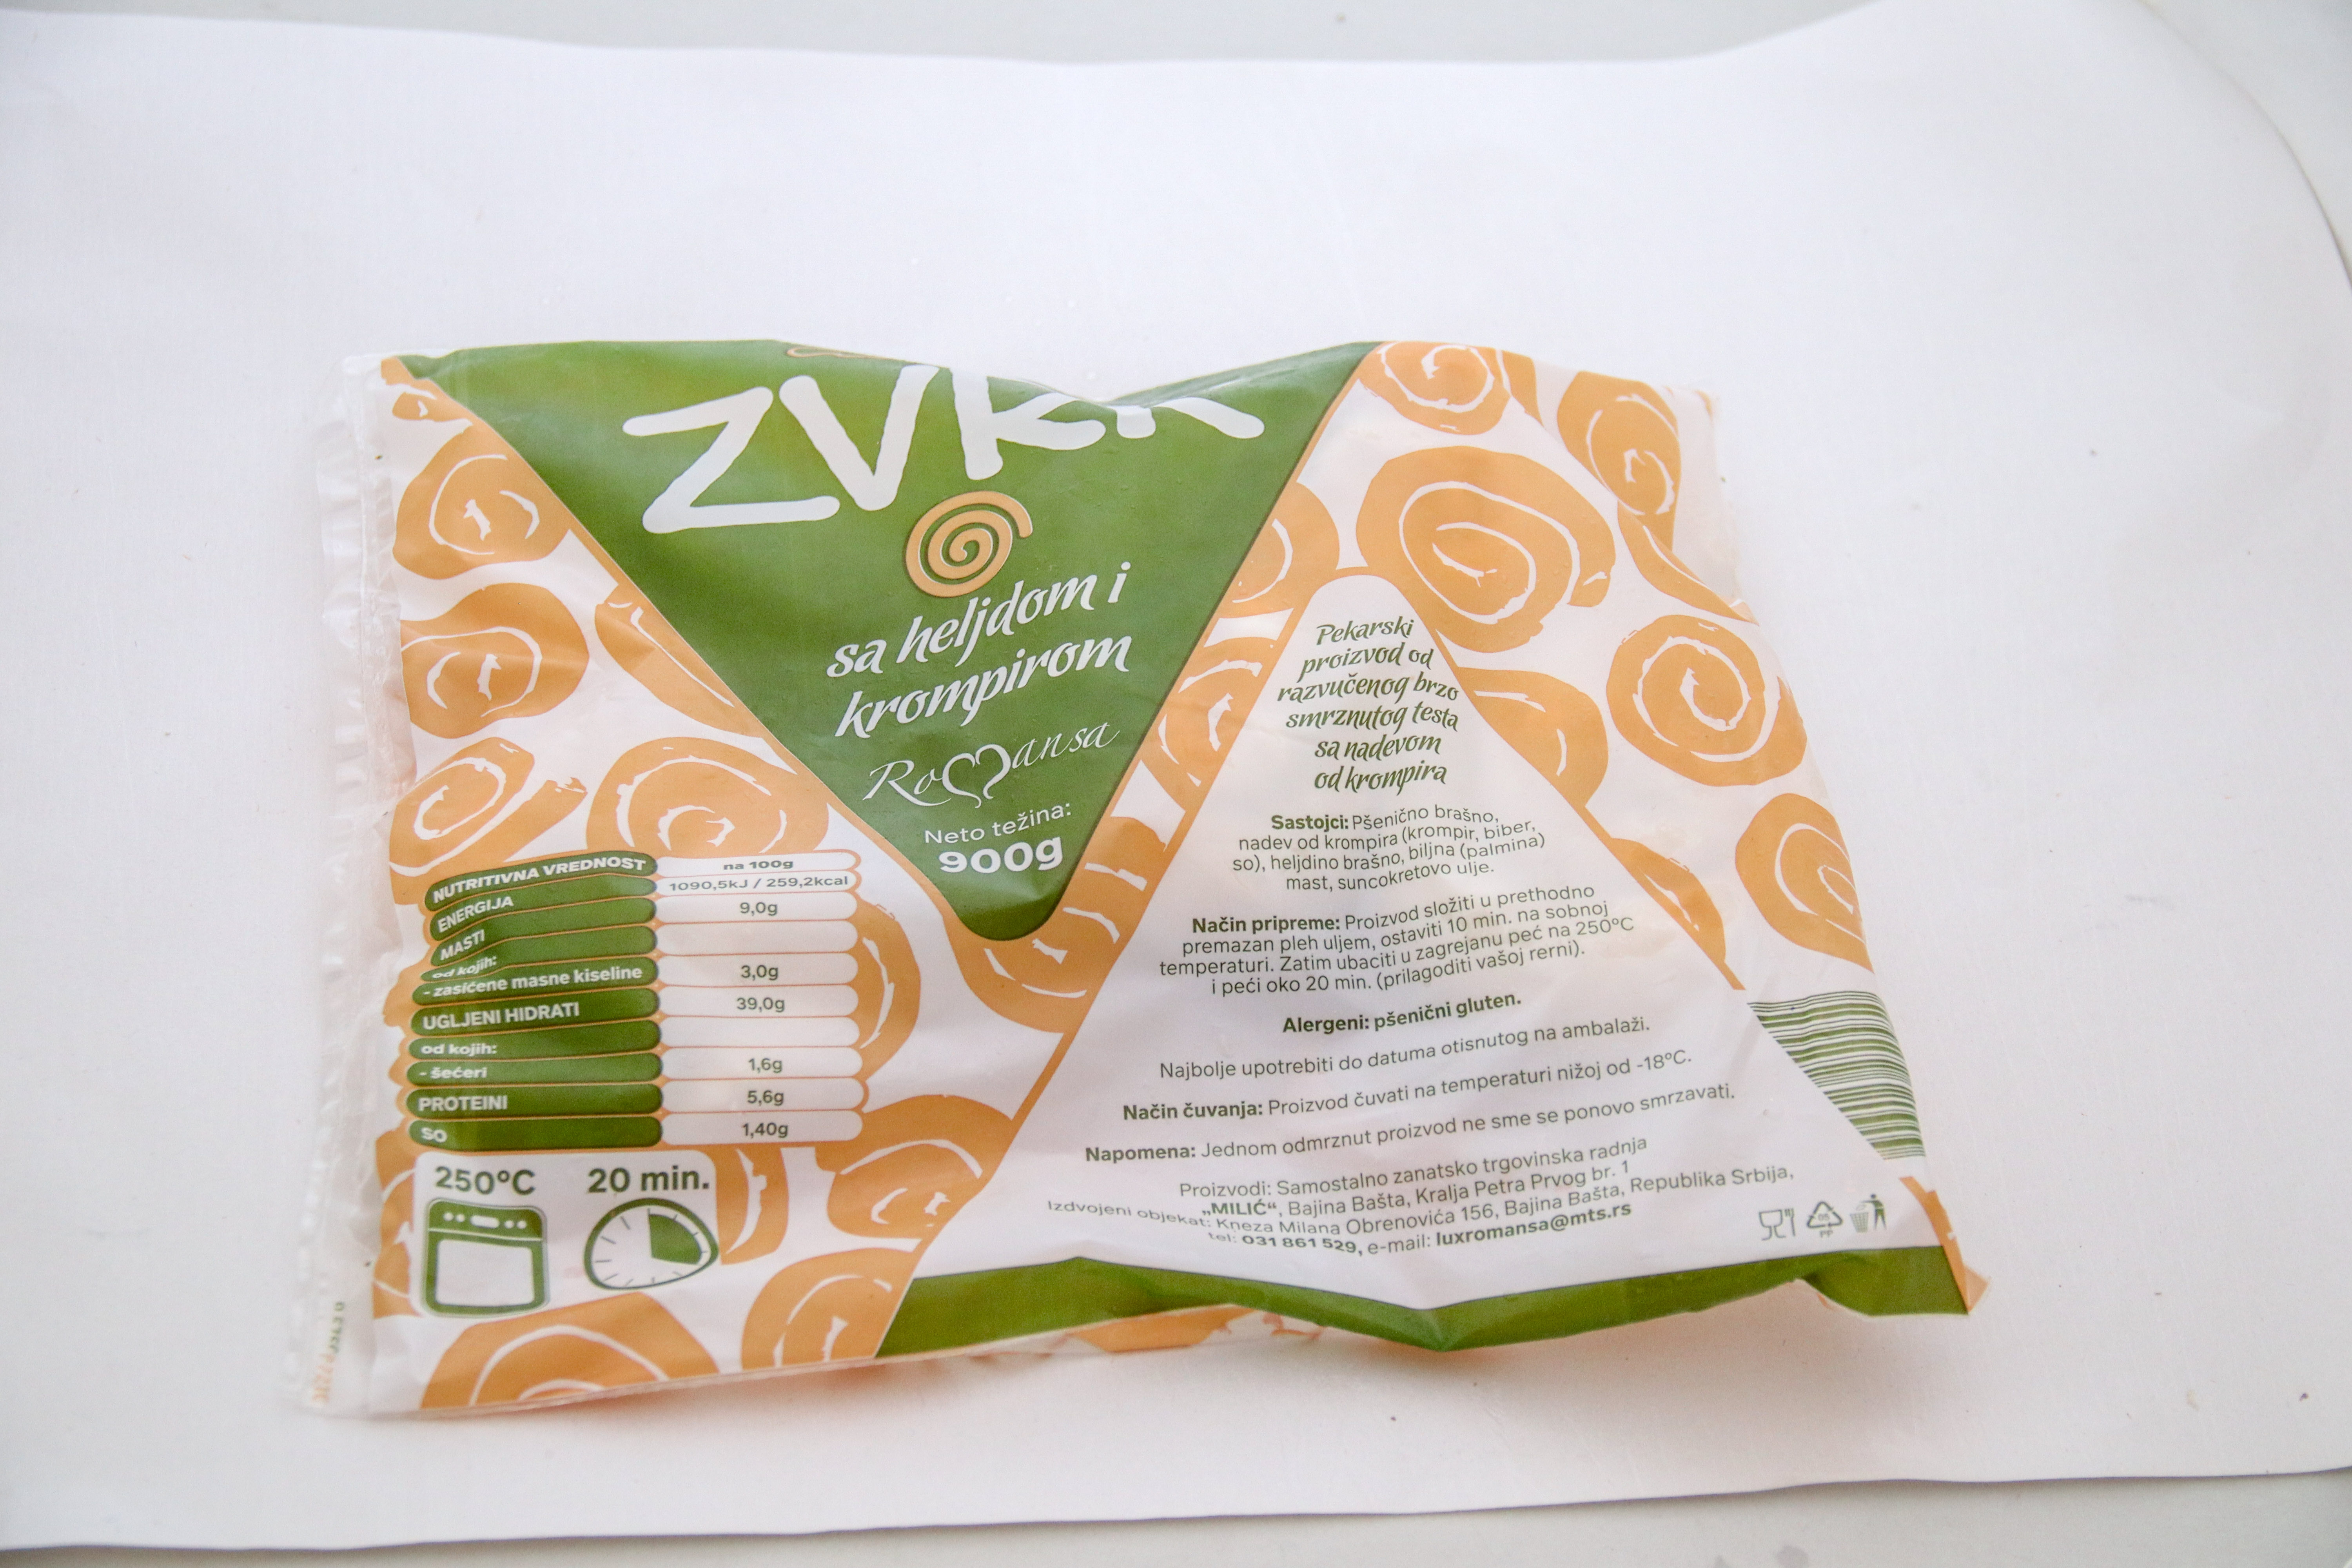 ZVRK
sa heljdom i
krompirom
Romansa
Neto težina:
900g
NUTRITIVNA VREDNOST na 100g
ENERGIJA 1090,5kJ / 259,2kcal
MASTI 9,0g
od kojih:
- zasićene masne kiseline 3,0g
UGLJENI HIDRATI 39,0g
od kojih:
- šećeri 1,6g
PROTEINI 5,6g
SO 1,40g
250°C 20 min.
Pekarski
proizvod od
razvučenog brzo
smrznutog testa
sa nadevom
od krompira
Sastojci: Pšenično brašno,
nadev od krompira (krompir, biber,
so), heljdino brašno, biljna (palmina)
mast, suncokretovo ulje.
Način pripreme: Proizvod složiti u prethodno
premazan pleh uljem, ostaviti 10 min. na sobnoj
temperaturi. Zatim ubaciti u zagrejanu peć na 250°C
i peći oko 20 min. (prilagoditi vašoj rerni).
Alergeni: pšenični gluten.
Najbolje upotrebiti do datuma otisnutog na ambalaži.
Način čuvanja: Proizvod čuvati na temperaturi nižoj od -18°C.
Napomena: Jednom odmrznut proizvod ne sme se ponovo smrzavati.
Proizvodi: Samostalno zanatsko trgovinska radnja
„MILIĆ“, Bajina Bašta, Kralja Petra Prvog br. 1
Izdvojeni objekat: Kneza Milana Obrenovića 156, Bajina Bašta, Republika Srbija,
tel: 031 861 529, e-mail: luxromansa@mts.rs
05
PP